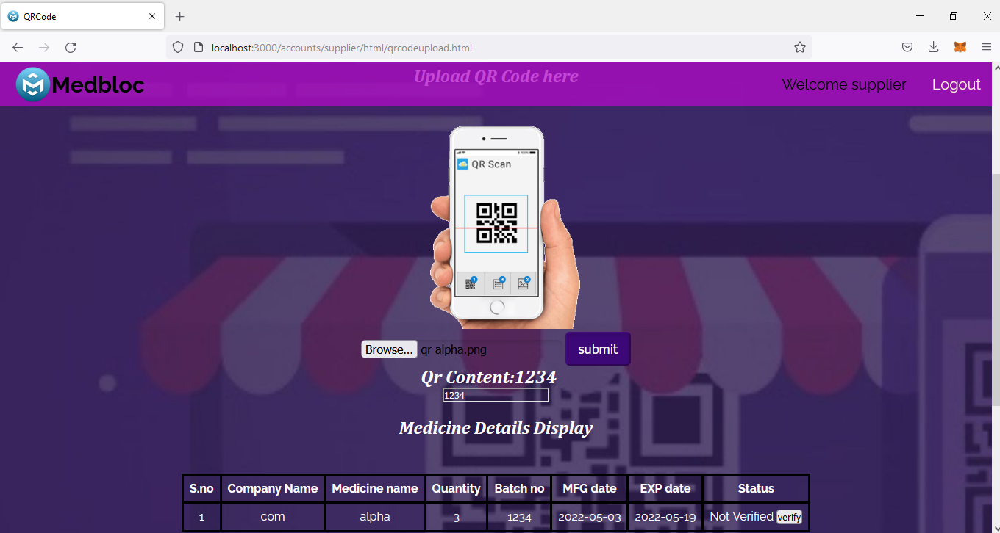 QRCode
localhost:3000/accounts/supplier/html/qrcodeupload.html
Medbloc
Upload QR Code here
Welcome supplier
Logout
QR Scan
Browse...
qr alpha.png
submit
Qr Content:1234
1234
Medicine Details Display
S.no Company Name Medicine name Quantity Batch no MFG date EXP date Status
1 com alpha 3 1234 2022-05-03 2022-05-19 Not Verified verify